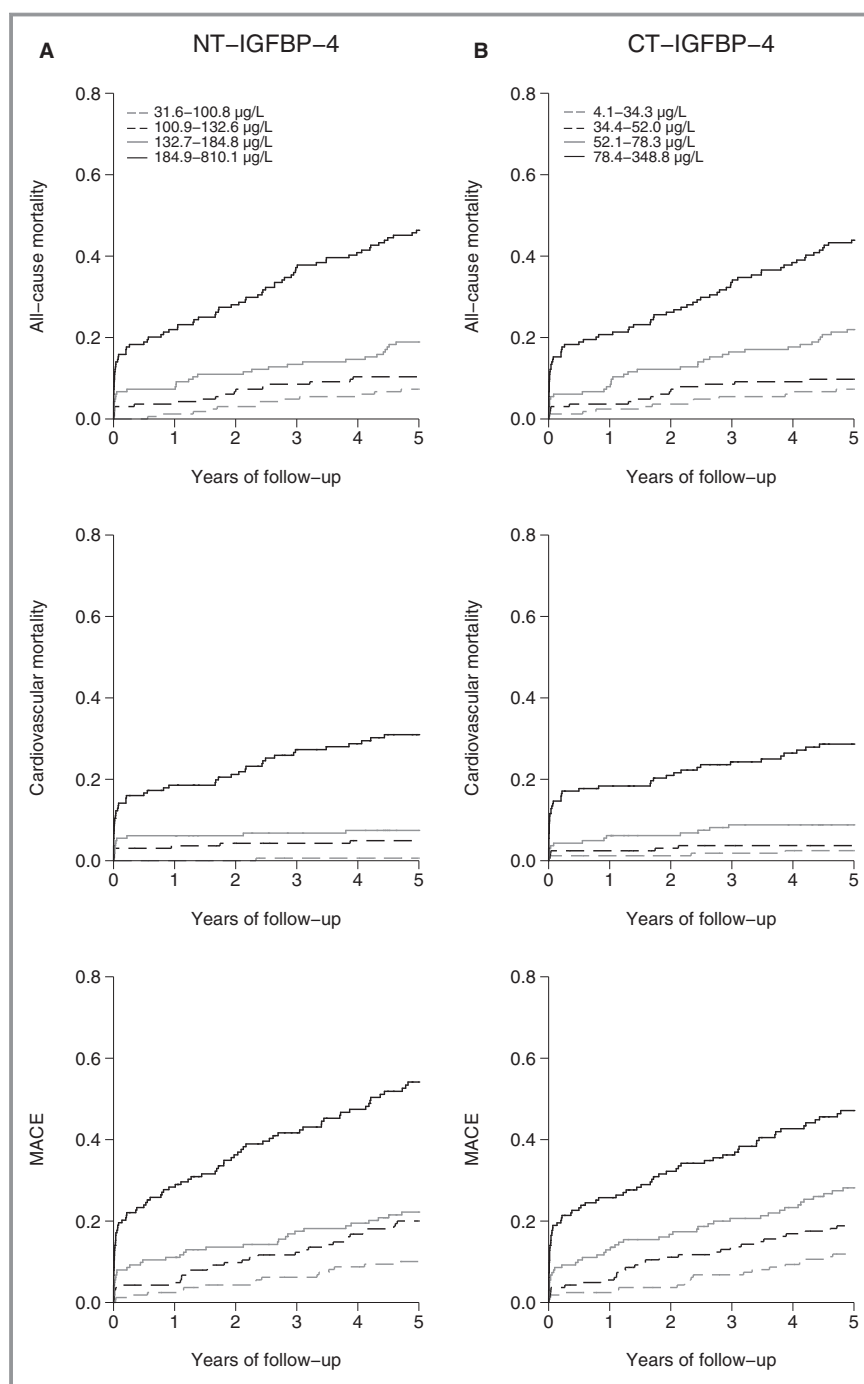 A
NT–IGFBP–4
0.8
0.6
0.4
0.2
0.0
All–cause mortality
31.6–100.8 µg/L
100.9–132.6 µg/L
132.7–184.8 µg/L
184.9–810.1 µg/L
0 1 2 3 4 5
Years of follow–up
B
CT–IGFBP–4
0.8
0.6
0.4
0.2
0.0
All–cause mortality
4.1–34.3 µg/L
34.4–52.0 µg/L
52.1–78.3 µg/L
78.4–348.8 µg/L
0 1 2 3 4 5
Years of follow–up
0.8
0.6
0.4
0.2
0.0
Cardiovascular mortality
0 1 2 3 4 5
Years of follow–up
0.8
0.6
0.4
0.2
0.0
Cardiovascular mortality
0 1 2 3 4 5
Years of follow–up
0.8
0.6
0.4
0.2
0.0
MACE
0 1 2 3 4 5
Years of follow–up
0.8
0.6
0.4
0.2
0.0
MACE
0 1 2 3 4 5
Years of follow–up